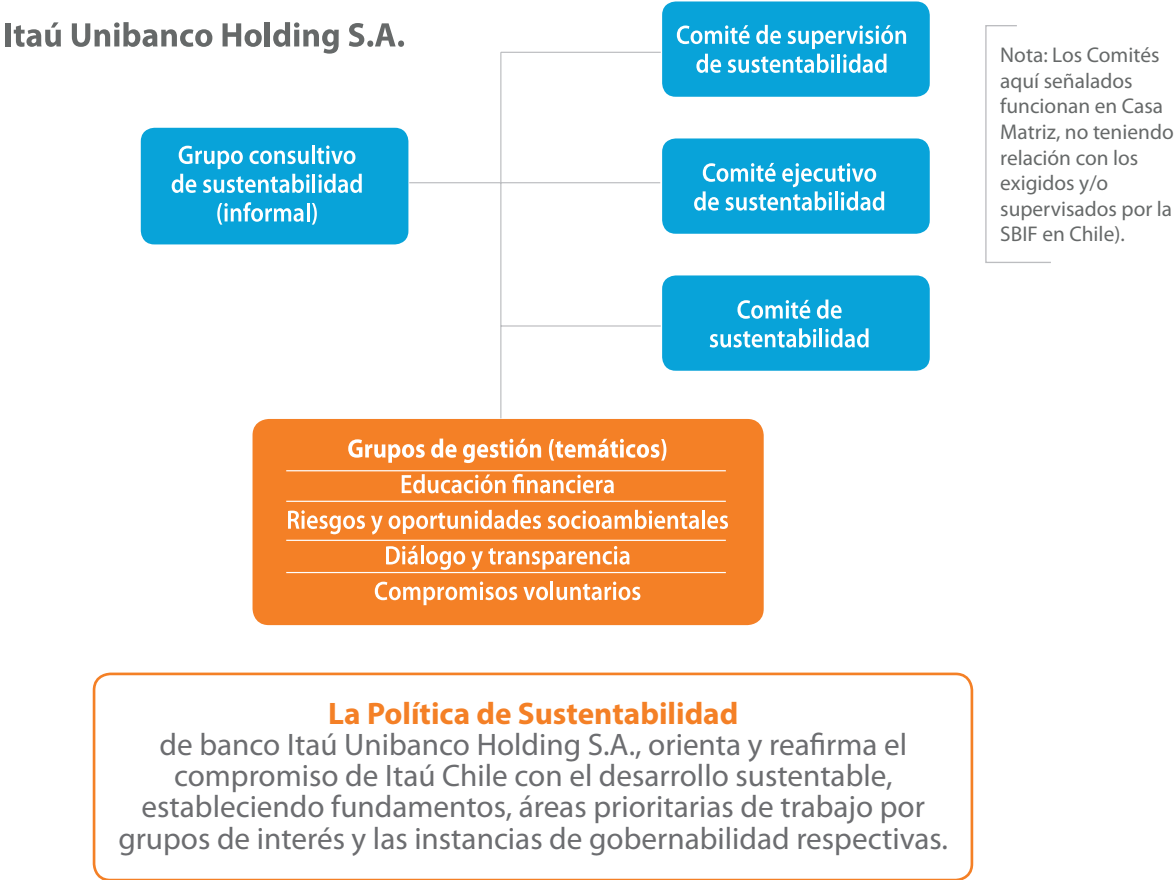 Itaú Unibanco Holding S.A.
Comité de supervisión
de sustentabilidad
Nota: Los Comités
aquí señalados
funcionan en Casa
Matriz, no teniendo
relación con los
exigidos y/o
supervisados por la
SBIF en Chile).
Grupo consultivo
de sustentabilidad
(informal)
Comité ejecutivo
de sustentabilidad
Comité de
sustentabilidad
Grupos de gestión (temáticos)
Educación financiera
Riesgos y oportunidades socioambientales
Diálogo y transparencia
Compromisos voluntarios
La Política de Sustentabilidad
de banco Itaú Unibanco Holding S.A., orienta y reafirma el
compromiso de Itaú Chile con el desarrollo sustentable,
estableciendo fundamentos, áreas prioritarias de trabajo por
grupos de interés y las instancias de gobernabilidad respectivas.